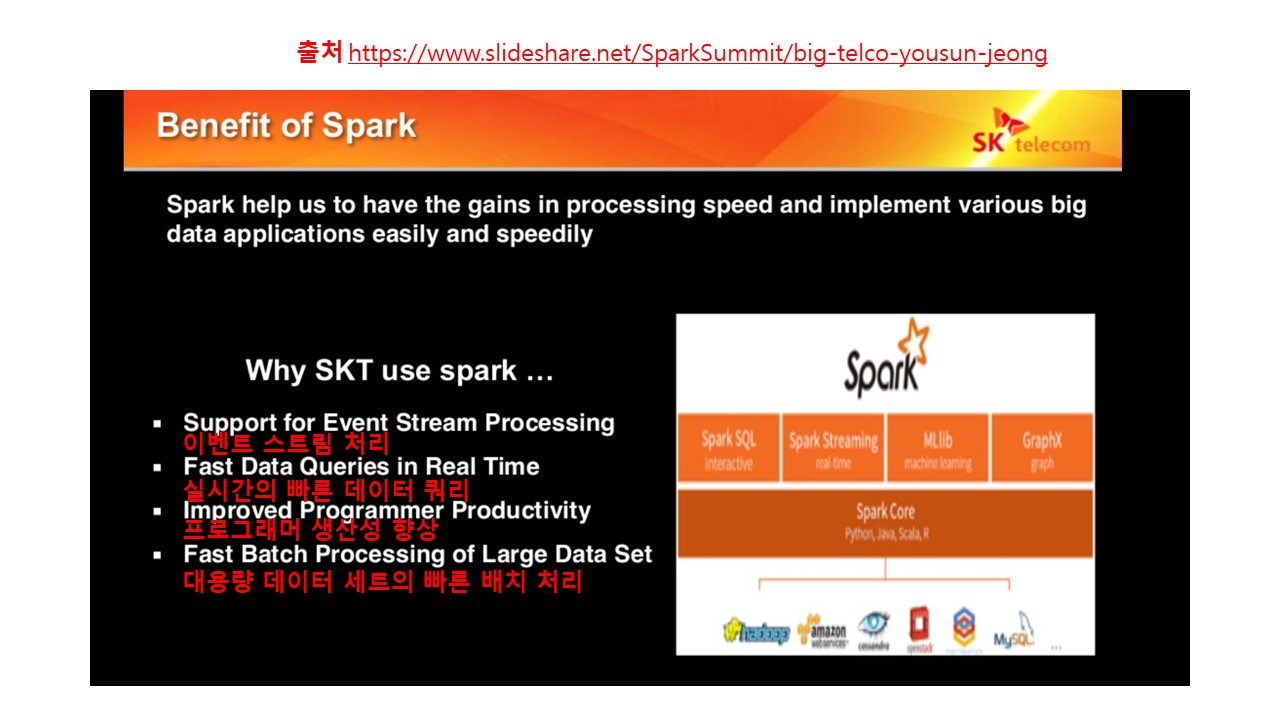 출처 https://www.slideshare.net/SparkSummit/big-telco-yousun-jeong
Benefit of Spark
SK telecom
Spark help us to have the gains in processing speed and implement various big
data applications easily and speedily
Why SKT use spark …
▪ Support for Event Stream Processing
이벤트 스트림 처리
▪ Fast Data Queries in Real Time
실시간의 빠른 데이터 쿼리
▪ Improved Programmer Productivity
프로그래머 생산성 향상
▪ Fast Batch Processing of Large Data Set
대용량 데이터 세트의 빠른 배치 처리
Spark
Spark SQL
interactive
Spark Streaming
real-time
MLlib
machine learning
GraphX
graph
Spark Core
Python, Java, Scala, R
hadoop
amazon
webservices
cassandra
openstack
MySQL
...